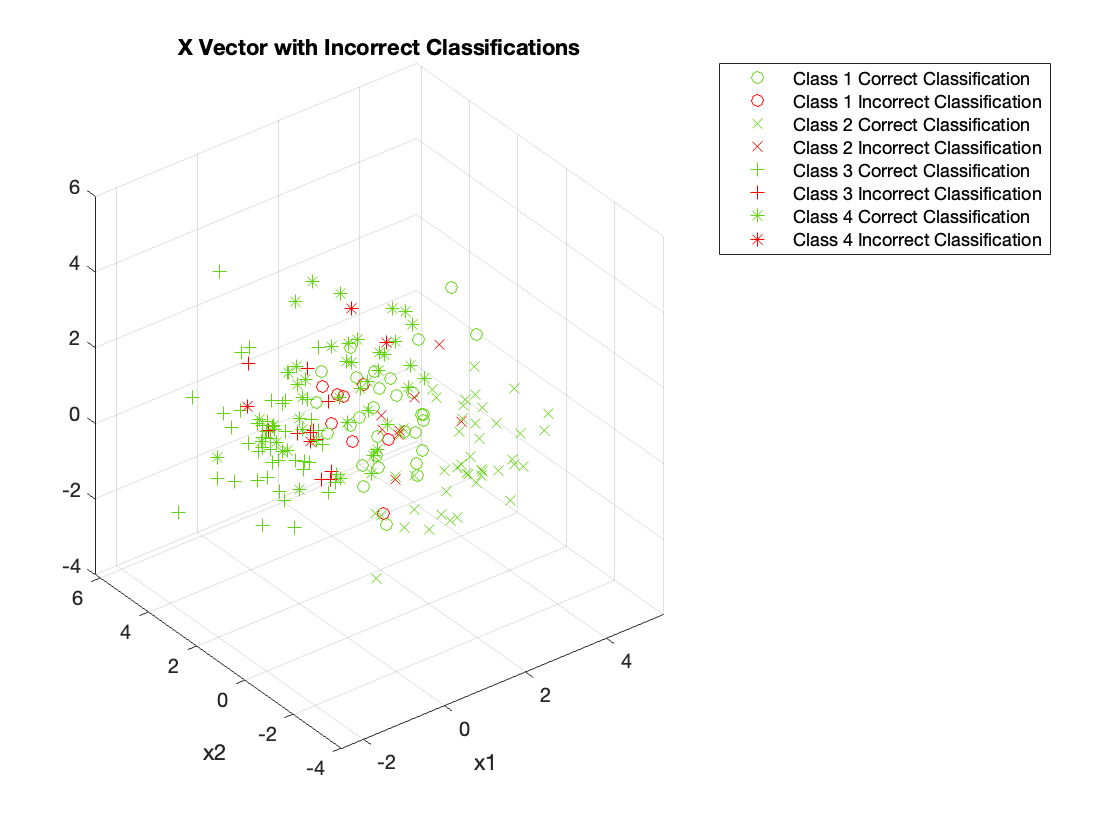 X Vector with Incorrect Classifications
Class 1 Correct Classification
Class 1 Incorrect Classification
Class 2 Correct Classification
Class 2 Incorrect Classification
Class 3 Correct Classification
Class 3 Incorrect Classification
Class 4 Correct Classification
Class 4 Incorrect Classification
6
4
2
0
-2
-4
6
4
2
0
-2
-4
x2
-2
0
2
4
x1